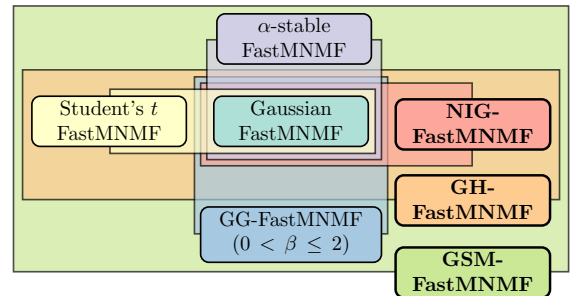 α-stable
FastMNMF
Student's t
FastMNMF
Gaussian
FastMNMF
NIG-
FastMNMF
GH-
FastMNMF
GG-FastMNMF
(0 < β ≤ 2)
GSM-
FastMNMF